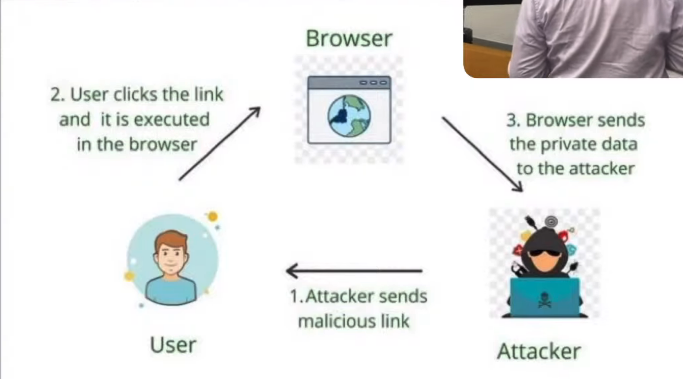 Browser
2. User clicks the link
and it is executed
in the browser
3. Browser sends
the private data
to the attacker
1.Attacker sends
malicious link
User
Attacker